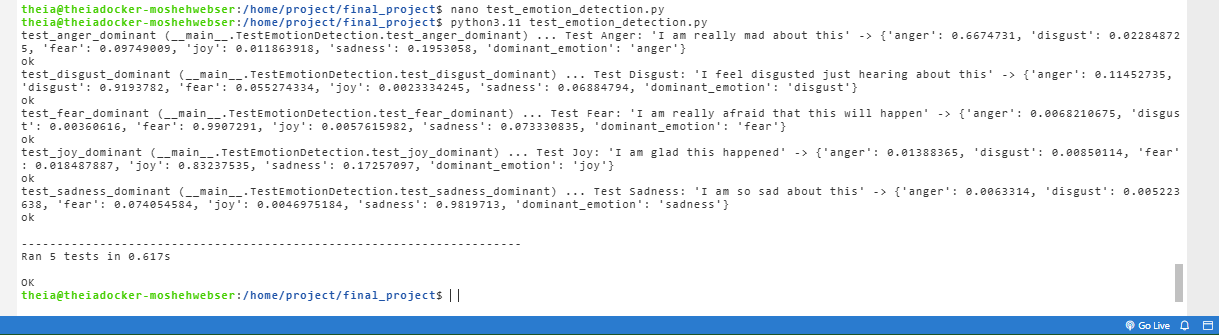 theia@theiadocker-moshehwebser:/home/project/final_project$ nano test_emotion_detection.py
theia@theiadocker-moshehwebser:/home/project/final_project$ python3.11 test_emotion_detection.py
test_anger_dominant (__main__.TestEmotionDetection.test_anger_dominant) ... Test Anger: 'I am really mad about this' -> {'anger': 0.6674731, 'disgust': 0.02284872
5, 'fear': 0.09749009, 'joy': 0.011863918, 'sadness': 0.1953058, 'dominant_emotion': 'anger'}
ok
test_disgust_dominant (__main__.TestEmotionDetection.test_disgust_dominant) ... Test Disgust: 'I feel disgusted just hearing about this' -> {'anger': 0.11452735,
'disgust': 0.9193782, 'fear': 0.055274334, 'joy': 0.0023334245, 'sadness': 0.06884794, 'dominant_emotion': 'disgust'}
ok
test_fear_dominant (__main__.TestEmotionDetection.test_fear_dominant) ... Test Fear: 'I am really afraid that this will happen' -> {'anger': 0.0068210675, 'disgus
t': 0.00360616, 'fear': 0.9907291, 'joy': 0.0057615982, 'sadness': 0.073330835, 'dominant_emotion': 'fear'}
ok
test_joy_dominant (__main__.TestEmotionDetection.test_joy_dominant) ... Test Joy: 'I am glad this happened' -> {'anger': 0.01388365, 'disgust': 0.00850114, 'fear'
: 0.018487887, 'joy': 0.83237535, 'sadness': 0.17257097, 'dominant_emotion': 'joy'}
ok
test_sadness_dominant (__main__.TestEmotionDetection.test_sadness_dominant) ... Test Sadness: 'I am so sad about this' -> {'anger': 0.0063314, 'disgust': 0.005223
638, 'fear': 0.074054584, 'joy': 0.0046975184, 'sadness': 0.9819713, 'dominant_emotion': 'sadness'}
ok
----------------------------------------------------------------------
Ran 5 tests in 0.617s
OK
theia@theiadocker-moshehwebser:/home/project/final_project$
Go Live